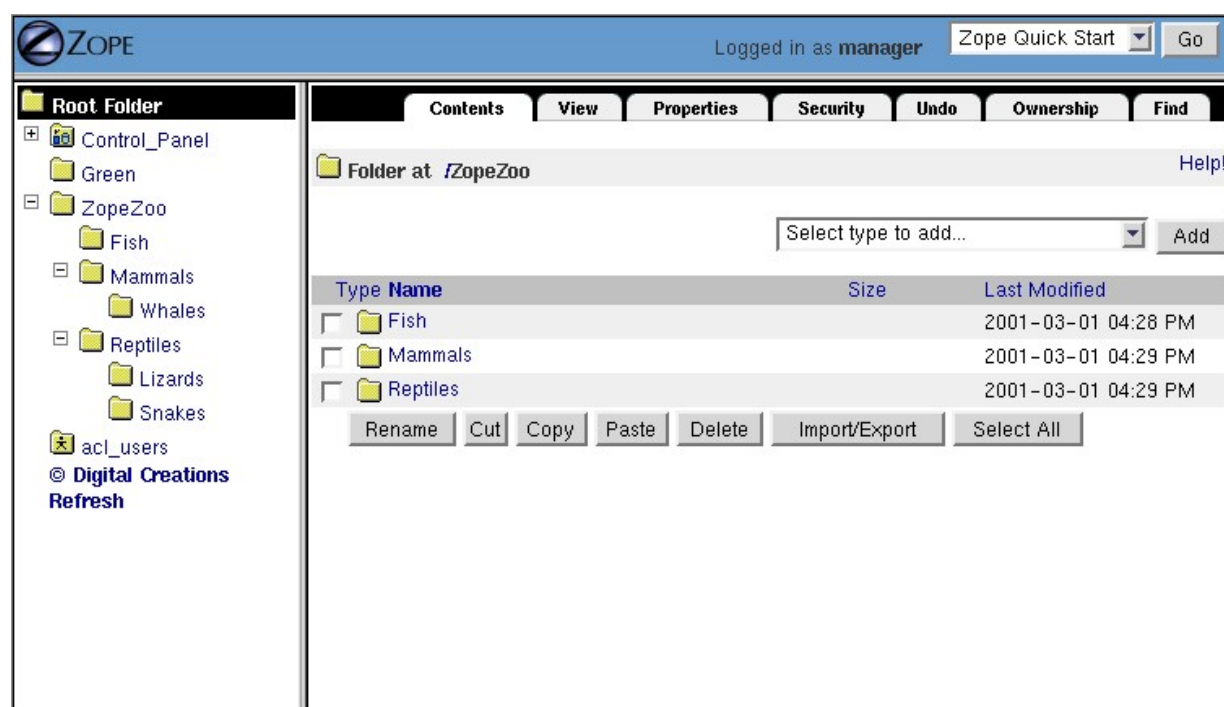 ZOPE
Logged in as manager
Zope Quick Start
Go
Root Folder
Control_Panel
Green
ZopeZoo
Fish
Mammals
Whales
Reptiles
Lizards
Snakes
acl_users
© Digital Creations
Refresh
Contents View Properties Security Undo Ownership Find
Folder at /ZopeZoo
Help!
Select type to add...
Add
Type Name Size Last Modified
Fish 2001-03-01 04:28 PM
Mammals 2001-03-01 04:29 PM
Reptiles 2001-03-01 04:29 PM
Rename Cut Copy Paste Delete Import/Export Select All